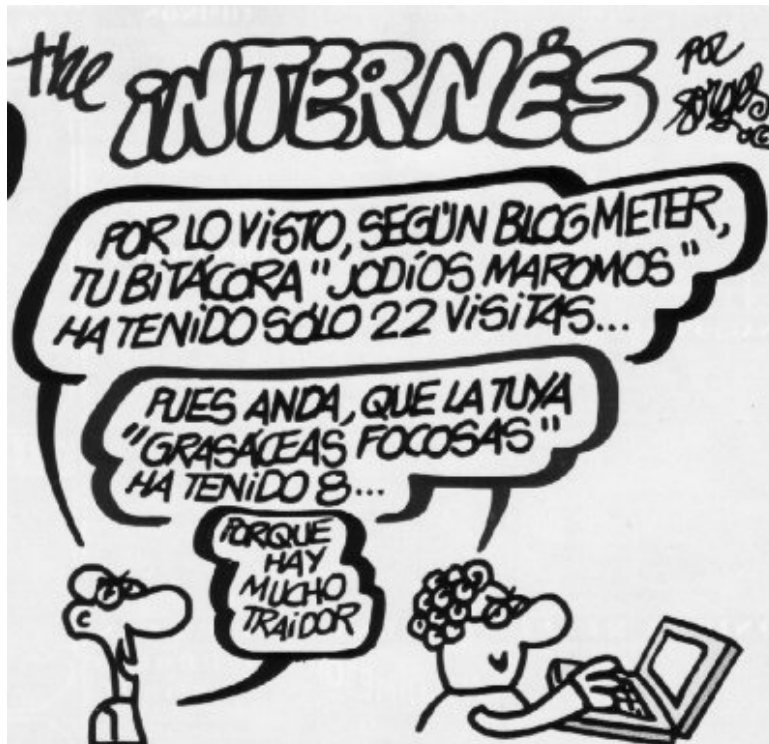 the iNTERNÉS POR
forges
POR LO ViSTO, SEGÚN BLOGMETER,
TU BiTÁCORA "JODÍOS MAROMOS"
HA TENiDO SÓLO 22 ViSiTAS...
PUES ANDA, QUE LA TUYA
"GRASÁCEAS FOCOSAS"
HA TENiDO 8...
PORQUE
HAY
MUCHO
TRAiDOR